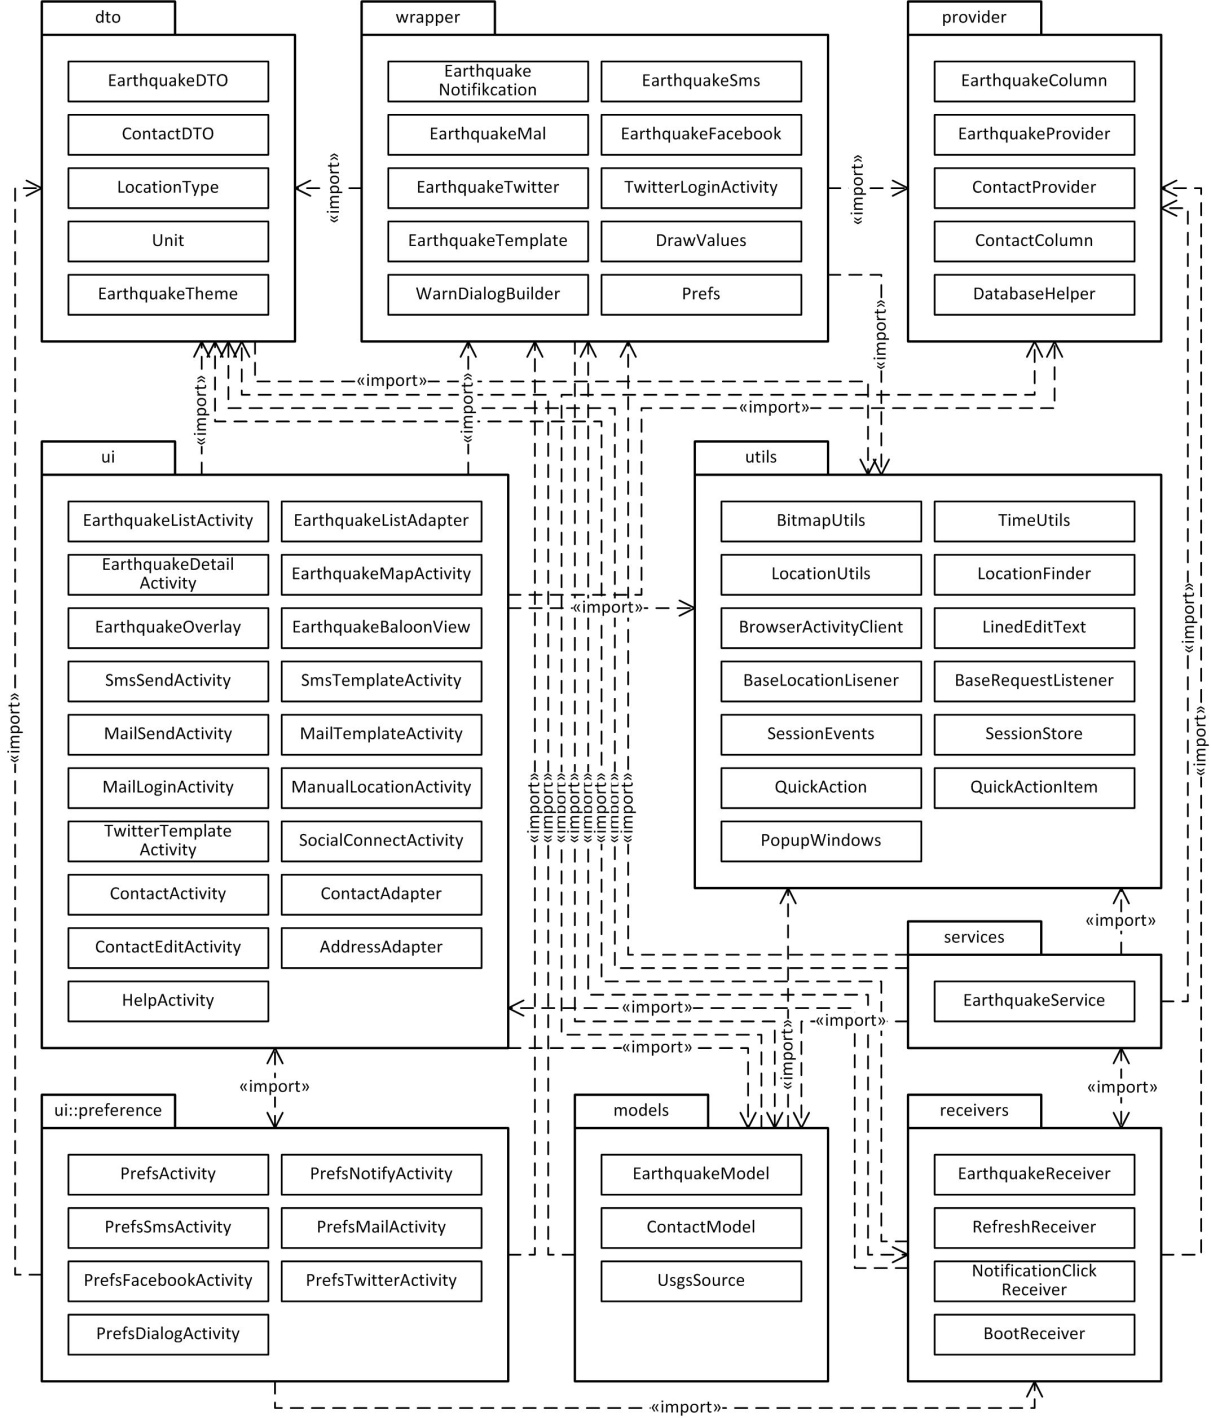 dto
EarthquakeDTO
ContactDTO
LocationType
Unit
EarthquakeTheme
«import»
wrapper
Earthquake
Notifikcation
EarthquakeSms
EarthquakeMal
EarthquakeFacebook
EarthquakeTwitter
TwitterLoginActivity
EarthquakeTemplate
DrawValues
WarnDialogBuilder
Prefs
«import»
provider
EarthquakeColumn
EarthquakeProvider
ContactProvider
ContactColumn
DatabaseHelper
«import»
«import»
«import»
«import»
«import»
ui
EarthquakeListActivity
EarthquakeListAdapter
EarthquakeDetail
Activity
EarthquakeMapActivity
EarthquakeOverlay
EarthquakeBaloonView
SmsSendActivity
SmsTemplateActivity
MailSendActivity
MailTemplateActivity
MailLoginActivity
ManualLocationActivity
TwitterTemplate
Activity
SocialConnectActivity
ContactActivity
ContactAdapter
ContactEditActivity
AddressAdapter
HelpActivity
«import»
utils
BitmapUtils
TimeUtils
LocationUtils
LocationFinder
BrowserActivityClient
LinedEditText
BaseLocationLisener
BaseRequestListener
SessionEvents
SessionStore
QuickAction
QuickActionItem
PopupWindows
«import»
«import»
«import»
«import»
«import»
«import»
«import»
«import»
«import»
«import»
«import»
«import»
services
EarthquakeService
«import»
«import»
«import»
«import»
«import»
«import»
ui::preference
PrefsActivity
PrefsNotifyActivity
PrefsSmsActivity
PrefsMailActivity
PrefsFacebookActivity
PrefsTwitterActivity
PrefsDialogActivity
models
EarthquakeModel
ContactModel
UsgsSource
receivers
EarthquakeReceiver
RefreshReceiver
NotificationClick
Receiver
BootReceiver
«import»